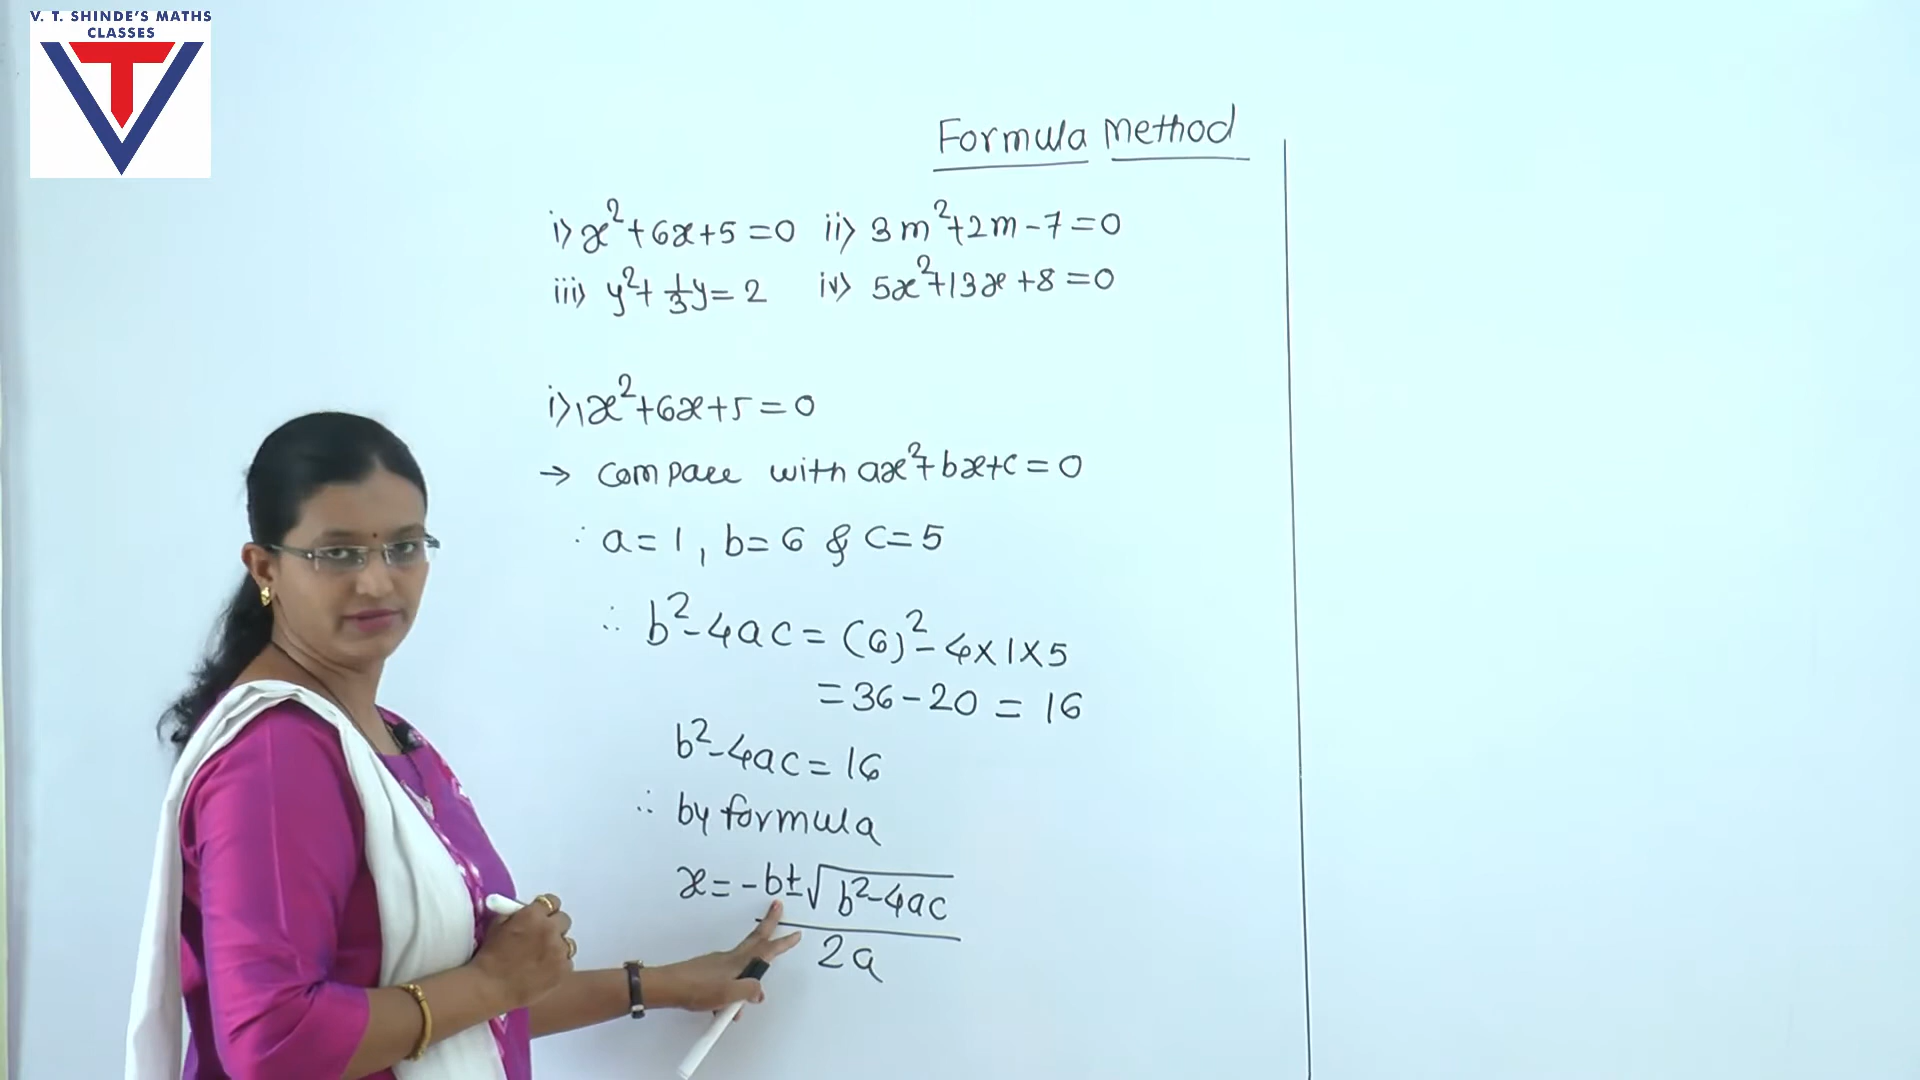 V. T. SHINDE'S MATHS
CLASSES
VT
Formula Method
i) x²+6x+5=0 ii) 3m²+2m-7=0
iii) y²+1/3y=2 iv) 5x²+13x+8=0
i) 1x²+6x+5=0
→ Compare with ax²+bx+c=0
∴ a=1, b=6 & c=5
∴ b²-4ac=(6)²-4×1×5
=36-20=16
b²-4ac=16
∴ by formula
x=-b±√b²-4ac
2a